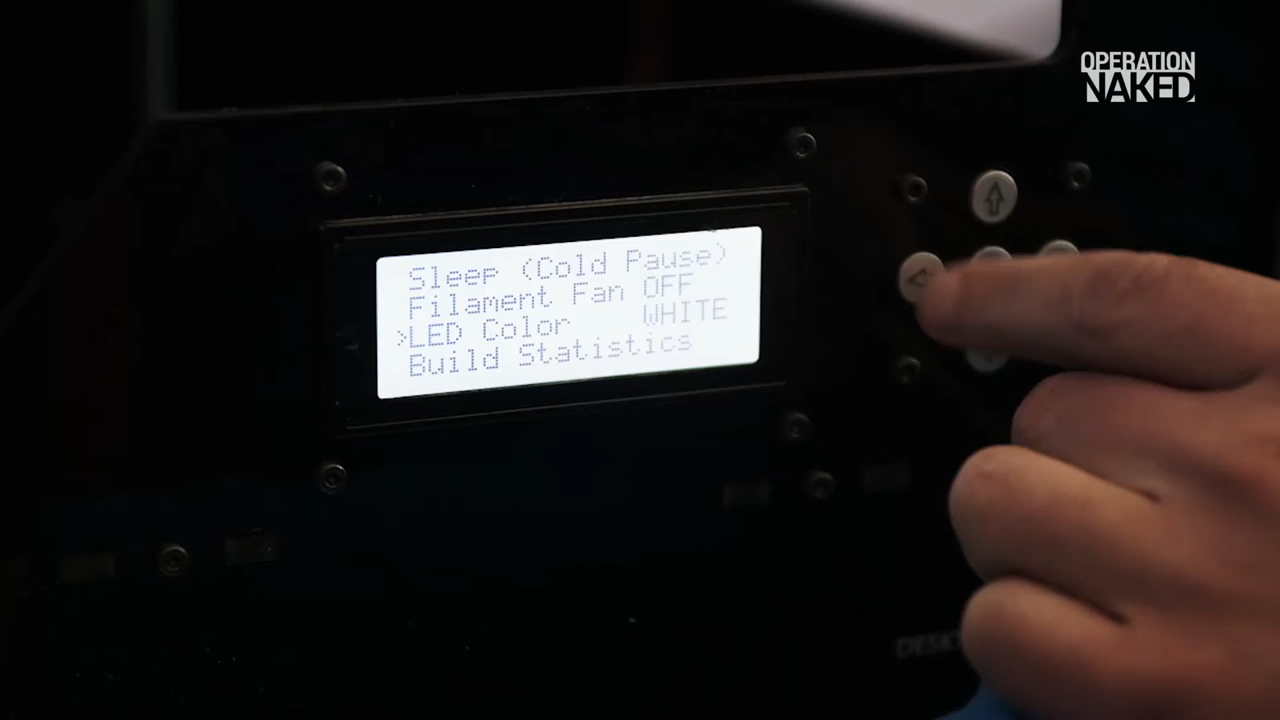 OPERATION
NAKED
Sleep (Cold Pause)
Filament Fan OFF
>LED Color WHITE
Build Statistics